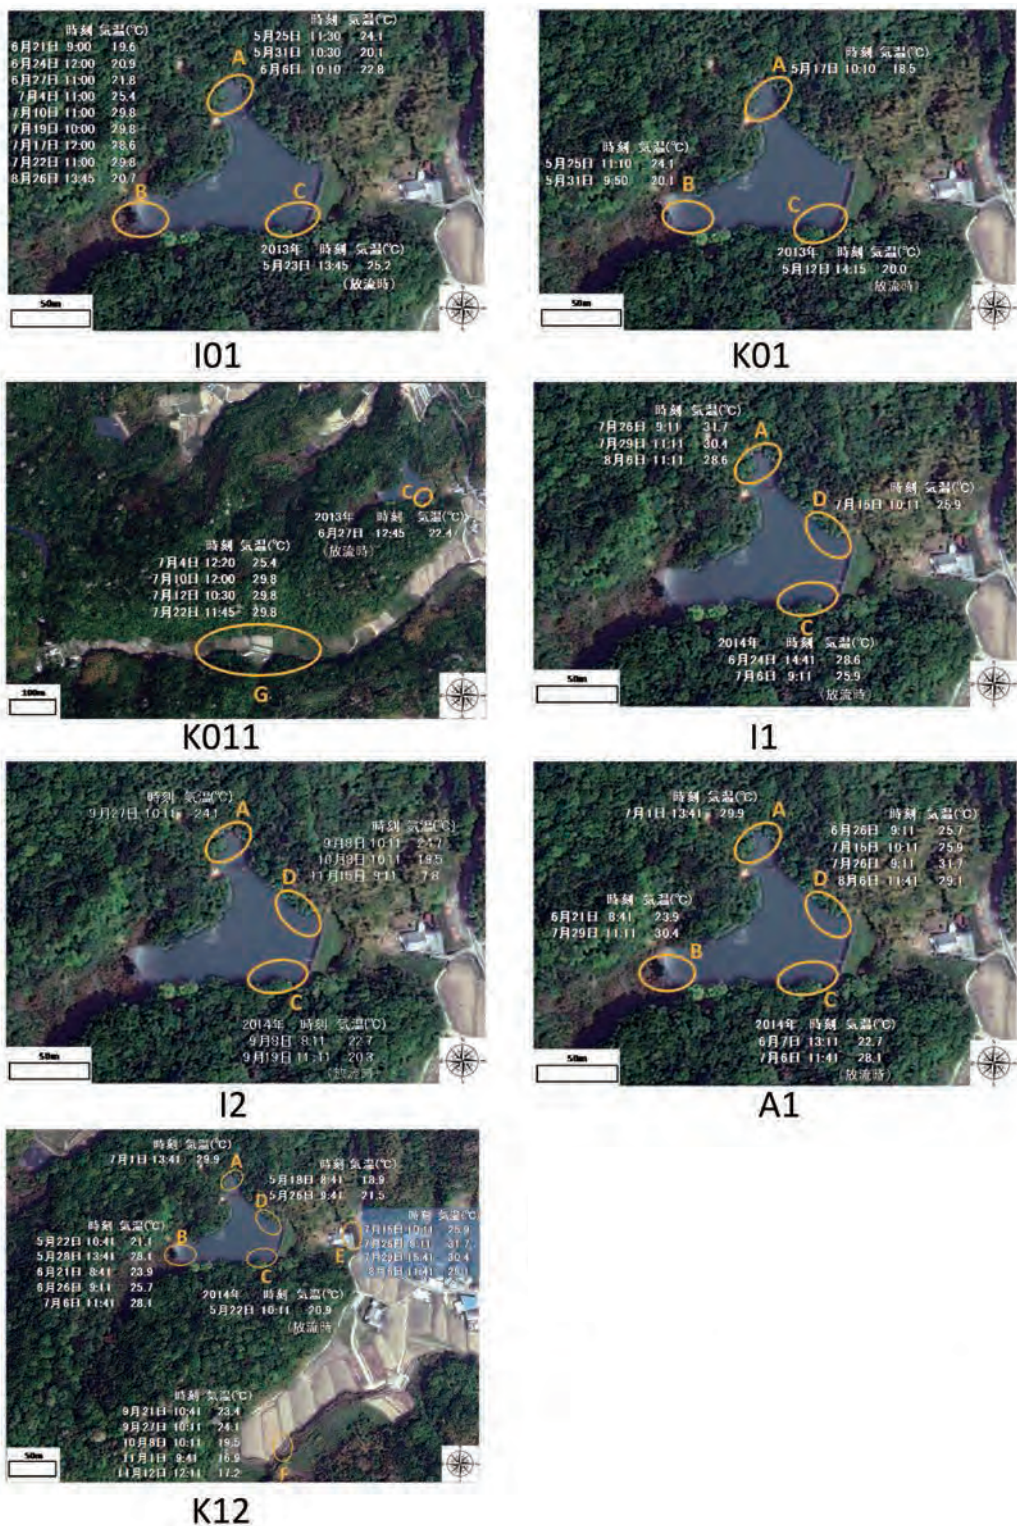 時刻 気温(℃)
6月21日 9:00 19.6
6月24日 12:00 20.9
6月27日 11:00 21.8
7月4日 11:00 25.4
7月10日 11:00 29.8
7月19日 10:00 29.8
7月17日 12:00 28.6
7月22日 11:00 29.8
8月26日 13:45 20.7
時刻 気温(℃)
5月25日 11:30 24.1
5月31日 10:30 20.1
6月6日 10:10 22.8
A
B
C
2013年 時刻 気温(℃)
5月23日 13:45 25.2
(放流時)
50m
I01
時刻 気温(℃)
5月17日 10:10 18.5
A
時刻 気温(℃)
5月25日 11:10 24.1
5月31日 9:50 20.1
B
C
2013年 時刻 気温(℃)
5月12日 14:15 20.0
(放流時)
50m
K01
C
2013年 時刻 気温(℃)
6月27日 12:45 22.4
(放流時)
時刻 気温(℃)
7月4日 12:20 25.4
7月10日 12:00 29.8
7月12日 10:30 29.8
7月22日 11:45 29.8
G
100m
K011
時刻 気温(℃)
7月26日 9:11 31.7
7月29日 11:11 30.4
8月6日 11:11 28.6
A
D
時刻 気温(℃)
7月15日 10:11 25.9
C
2014年 時刻 気温(℃)
6月24日 14:41 28.6
7月6日 9:11 25.9
(放流時)
50m
I1
時刻 気温(℃)
9月27日 10:11 24.1
A
時刻 気温(℃)
9月8日 10:11 24.7
10月8日 10:11 19.5
11月15日 9:11 7.8
D
C
2014年 時刻 気温(℃)
9月8日 8:11 22.7
9月19日 11:11 20.8
(放流時
50m
I2
時刻 気温(℃)
7月1日 13:41 29.9
A
時刻 気温(℃)
6月26日 9:11 25.7
7月15日 10:11 25.9
7月26日 9:11 31.7
8月6日 11:41 29.1
D
時刻 気温(℃)
6月21日 8:41 23.9
7月29日 11:11 30.4
B
C
2014年 時刻 気温(℃)
6月7日 13:11 22.7
7月6日 11:41 28.1
(放流時)
50m
A1
時刻 気温(℃)
7月1日 13:41 29.9
A
時刻 気温(℃)
5月18日 8:41 18.9
5月26日 9:41 21.5
D
時刻 気温(℃)
5月22日 10:41 21.1
5月28日 13:41 28.1
6月21日 8:41 23.9
6月26日 9:11 25.7
7月6日 11:41 28.1
B
C
E
時刻 気温(℃)
7月15日 10:11 25.9
7月26日 9:11 31.7
7月29日 15:41 30.4
8月6日 11:41 29.1
2014年 時刻 気温(℃)
5月22日 10:11 20.9
(放流時
時刻 気温(℃)
9月21日 10:41 23.4
9月27日 10:11 24.1
10月8日 10:11 19.5
11月1日 9:41 16.9
11月12日 12:11 17.2
F
50m
K12